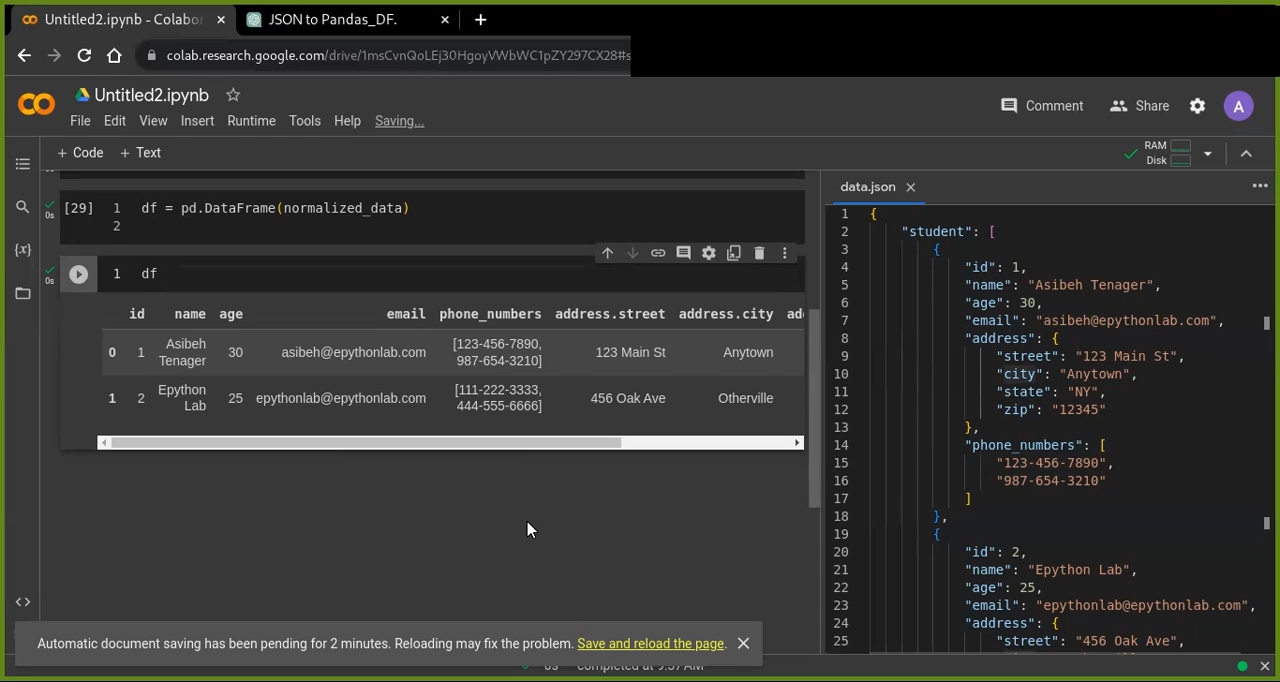 Untitled2.ipynb - Colabor
JSON to Pandas_DF.
colab.research.google.com/drive/1msCvnQoLEj30HgoyVWbWC1pZY297CX28#s
Untitled2.ipynb
Comment
Share
A
File Edit View Insert Runtime Tools Help Saving...
+ Code + Text
RAM
Disk
data.json
0s
[29] 1 df = pd.DataFrame(normalized_data)
0s
2
1 df
0s
id name age email phone_numbers address.street address.city
0 1 Asibeh Tenager 30 asibeh@epythonlab.com [123-456-7890, 987-654-3210] 123 Main St Anytown
1 2 Epython Lab 25 epythonlab@epythonlab.com [111-222-3333, 444-555-6666] 456 Oak Ave Otherville
1 {
2 "student": [
3 {
4 "id": 1,
5 "name": "Asibeh Tenager",
6 "age": 30,
7 "email": "asibeh@epythonlab.com",
8 "address": {
9 "street": "123 Main St",
10 "city": "Anytown",
11 "state": "NY",
12 "zip": "12345"
13 },
14 "phone_numbers": [
15 "123-456-7890",
16 "987-654-3210"
17 ]
18 },
19 {
20 "id": 2,
21 "name": "Epython Lab",
22 "age": 25,
23 "email": "epythonlab@epythonlab.com",
24 "address": {
25 "street": "456 Oak Ave",
Automatic document saving has been pending for 2 minutes. Reloading may fix the problem. Save and reload the page.
0s completed at 9:37 AM